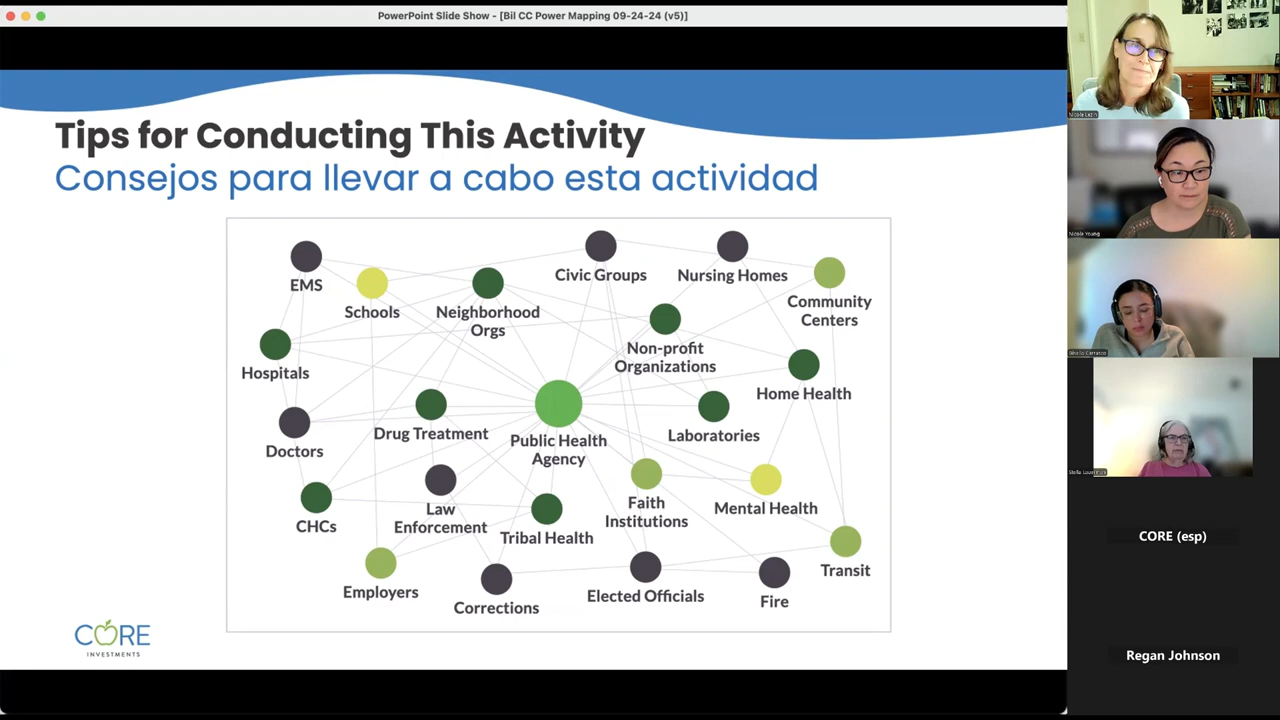 PowerPoint Slide Show - [Bil CC Power Mapping 09-24-24 (v5)]
Tips for Conducting This Activity
Consejos para llevar a cabo esta actividad
EMS
Schools
Neighborhood
Orgs
Civic Groups
Nursing Homes
Community
Centers
Hospitals
Non-profit
Organizations
Home Health
Doctors
Drug Treatment
Public Health
Agency
Laboratories
CHCs
Law
Enforcement
Tribal Health
Faith
Institutions
Mental Health
Employers
Corrections
Elected Officials
Fire
Transit
CORE
INVESTMENTS
Nicole Young
CORE (esp)
Regan Johnson